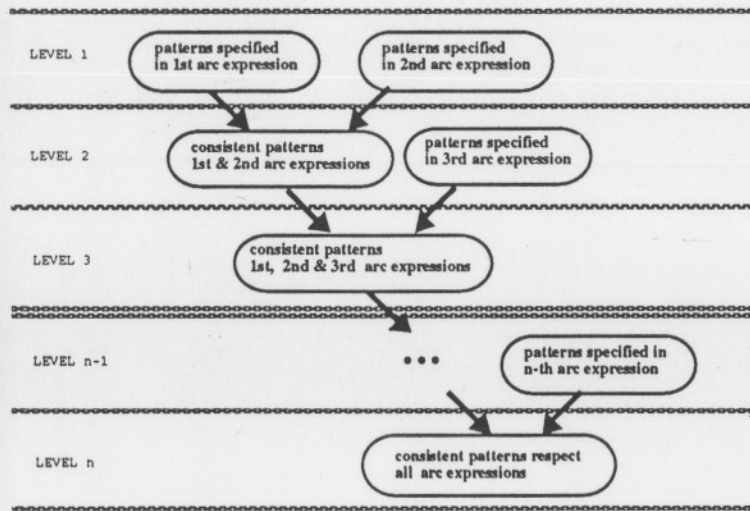 LEVEL 1
patterns specified
in 1st arc expression
patterns specified
in 2nd arc expression
LEVEL 2
consistent patterns
1st & 2nd arc expressions
patterns specified
in 3rd arc expression
LEVEL 3
consistent patterns
1st, 2nd & 3rd arc expressions
LEVEL n-1
•••
patterns specified in
n-th arc expression
LEVEL n
consistent patterns respect
all arc expressions